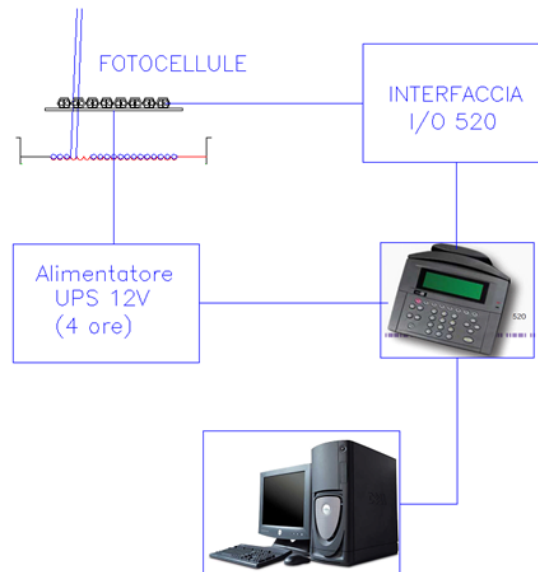 FOTOCELLULE
INTERFACCIA
I/O 520
Alimentatore
UPS 12V
(4 ore)
520